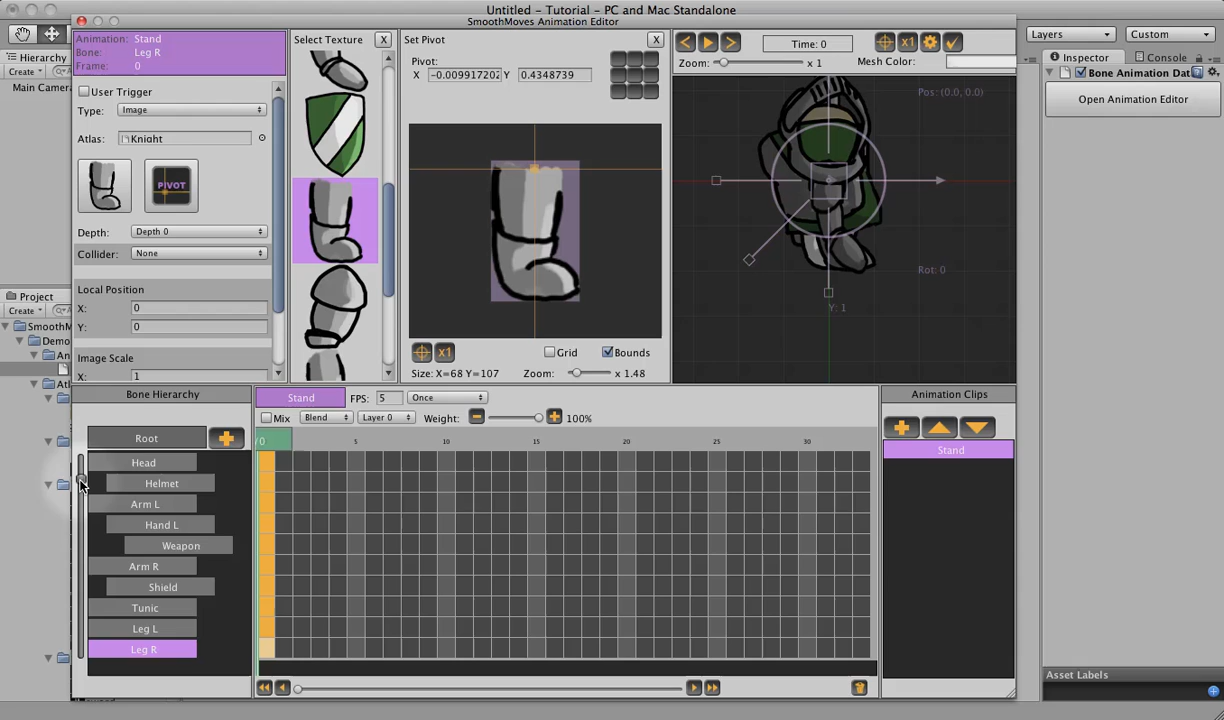 Untitled - Tutorial - PC and Mac Standalone
SmoothMoves Animation Editor
Layers
Custom
Hierarchy
Create
Main Camera
Inspector
Console
Bone Animation Dat
Open Animation Editor
Animation: Stand
Bone: Leg R
Frame: 0
User Trigger
Type: Image
Atlas: Knight
PIVOT
Depth: Depth 0
Collider: None
Local Position
X: 0
Y: 0
Image Scale
X: 1
Select Texture
X
Set Pivot
X
Pivot:
X -0.009917202 Y 0.4348739
x1
Grid
Bounds
Size: X=68 Y=107
Zoom: x 1.48
Time: 0
x1
Zoom: x 1
Mesh Color:
Pos: (0.0, 0.0)
Rot: 0
Y: 1
Project
Create
SmoothM
Demo
An
Atl
Bone Hierarchy
Root
Head
Helmet
Arm L
Hand L
Weapon
Arm R
Shield
Tunic
Leg L
Leg R
Stand
FPS: 5
Once
Mix
Blend
Layer 0
Weight: 100%
0 5 10 15 20 25 30
Animation Clips
Stand
Asset Labels